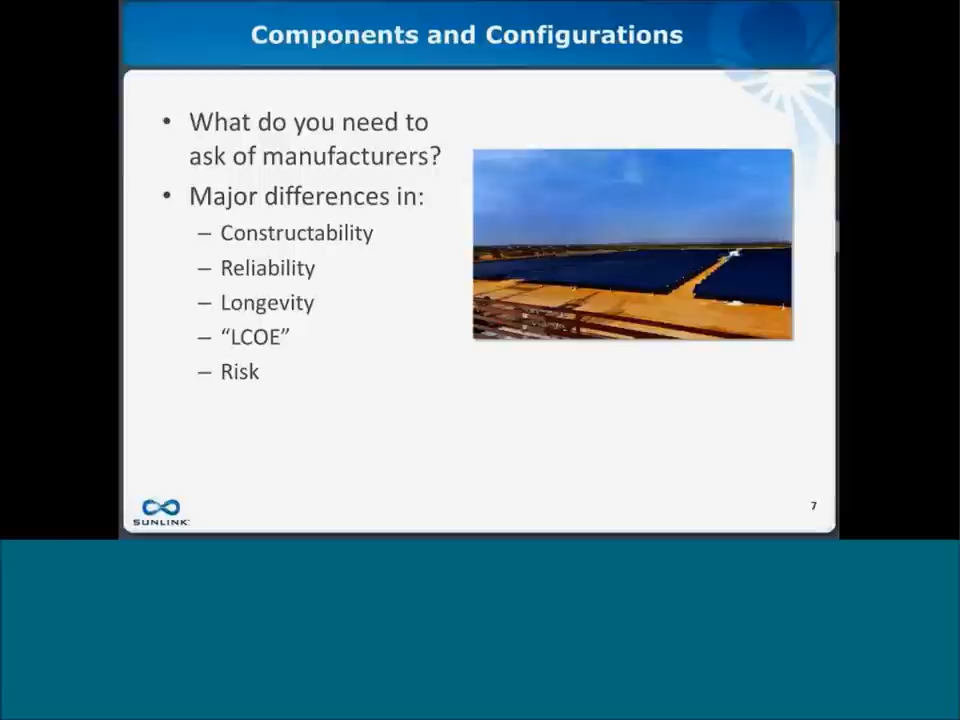 Components and Configurations
• What do you need to
ask of manufacturers?
• Major differences in:
– Constructability
– Reliability
– Longevity
– “LCOE”
– Risk
SUNLINK
7